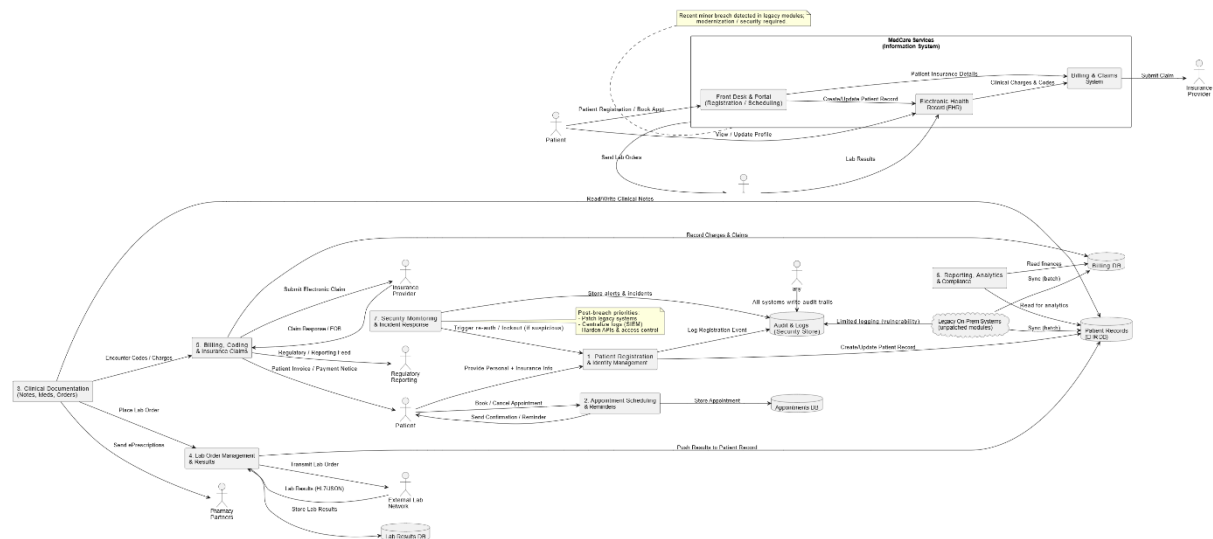 Recent minor breach detected in legacy modules;
modernization / security required
MedCare Services
(Information System)
Patient Insurance Details
Billing & Claims
System
Submit Claim
Insurance
Provider
Clinical Charges & Codes
Front Desk & Portal
(Registration / Scheduling)
Create/Update Patient Record
Electronic Health
Record (EHR)
Patient Registration / Book Appt
Patient
View / Update Profile
Send Lab Orders
Lab Results
Read/Write Clinical Notes
Record Charges & Claims
Insurance
Provider
Submit Electronic Claim
Store alerts & incidents
All systems write audit trails
6. Reporting, Analytics
& Compliance
Read finances
Billing DB
Sync (batch)
Read for analytics
7. Security Monitoring
& Incident Response
Post-breach priorities:
- Patch legacy systems
- Centralize logs (SIEM)
- Harden APIs & access control
Audit & Logs
(Security Store)
Limited logging (vulnerability)
Legacy On-Prem Systems
(unpatched modules)
Sync (batch)
Patient Records
Claim Response / EOB
Trigger re-auth / lockout (if suspicious)
Log Registration Event
5. Billing, Coding
& Insurance Claims
Encounter Codes / Charges
Regulatory / Reporting Feed
Regulatory
Reporting
1. Patient Registration
& Identity Management
Create/Update Patient Record
Patient Invoice / Payment Notice
Provide Personal + Insurance Info
3. Clinical Documentation
(Notes, Meds, Orders)
Book / Cancel Appointment
2. Appointment Scheduling
& Reminders
Store Appointment
Appointments DB
Patient
Send Confirmation / Reminder
Place Lab Order
Send ePrescriptions
4. Lab Order Management
& Results
Push Results to Patient Record
Transmit Lab Order
Lab Results (HL7/JSON)
External Lab
Network
Pharmacy
Partners
Store Lab Results
Lab Results DB